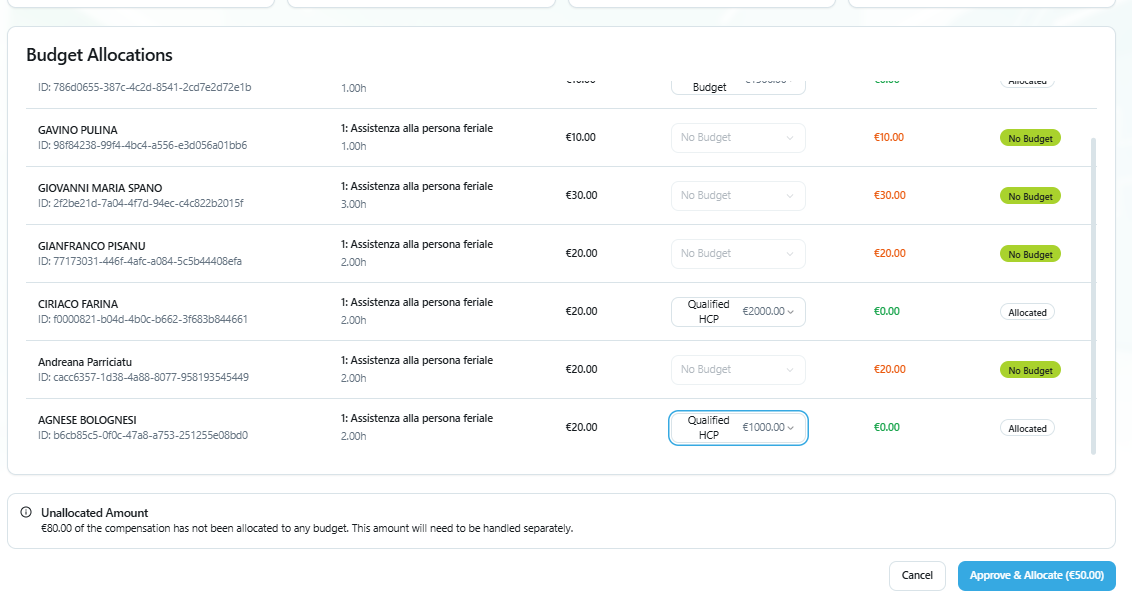 Budget Allocations
ID: 786d0655-387c-4c2d-8541-2cd7e2d72e1b
1.00h
Budget
Allocated
GAVINO PULINA
ID: 98f84238-99f4-4bc4-a556-e3d056a01bb6
1: Assistenza alla persona feriale
1.00h
€10.00
No Budget
€10.00
No Budget
GIOVANNI MARIA SPANO
ID: 2f2be21d-7a04-4f7d-94ec-c4c822b2015f
1: Assistenza alla persona feriale
3.00h
€30.00
No Budget
€30.00
No Budget
GIANFRANCO PISANU
ID: 77173031-446f-4afc-a084-5c5b44408efa
1: Assistenza alla persona feriale
2.00h
€20.00
No Budget
€20.00
No Budget
CIRIACO FARINA
ID: f0000821-b04d-4b0c-b662-3f683b844661
1: Assistenza alla persona feriale
2.00h
€20.00
Qualified
HCP
€2000.00
€0.00
Allocated
Andreana Parriciatu
ID: cacc6357-1d38-4a88-8077-958193545449
1: Assistenza alla persona feriale
2.00h
€20.00
No Budget
€20.00
No Budget
AGNESE BOLOGNESI
ID: b6cb85c5-0f0c-47a8-a753-251255e08bd0
1: Assistenza alla persona feriale
2.00h
€20.00
Qualified
HCP
€1000.00
€0.00
Allocated
Unallocated Amount
€80.00 of the compensation has not been allocated to any budget. This amount will need to be handled separately.
Cancel
Approve & Allocate (€50.00)